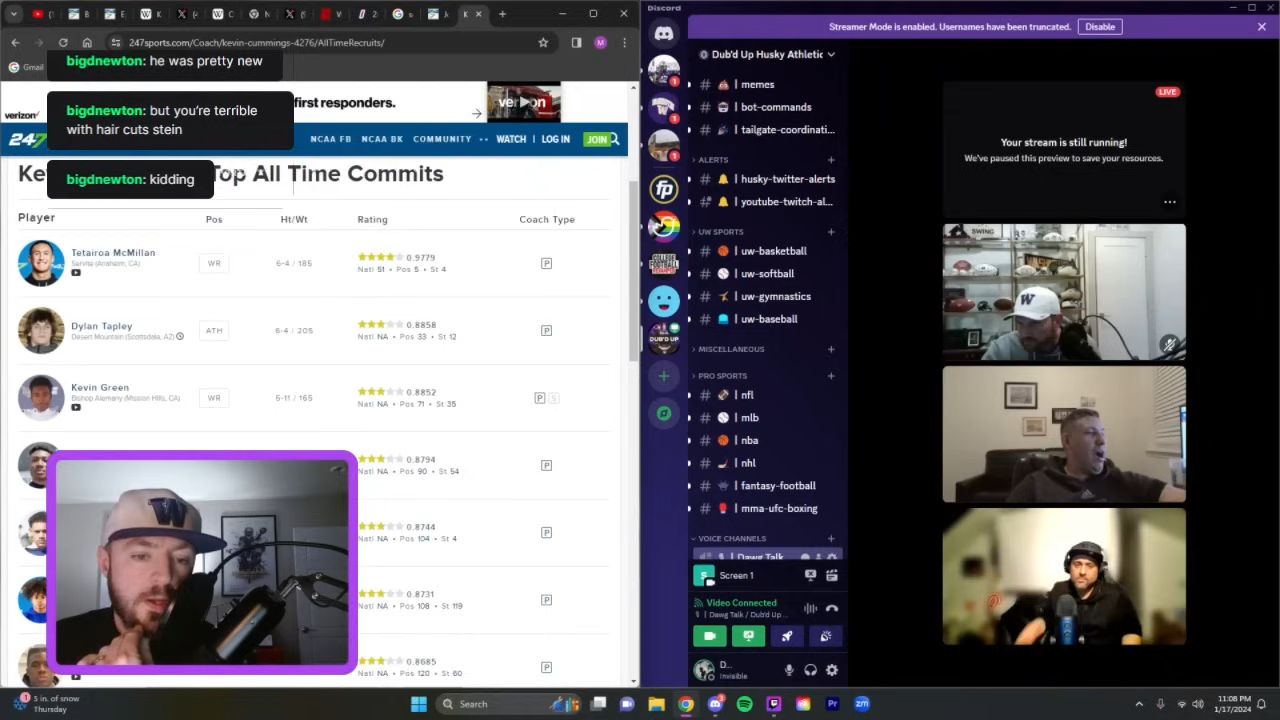 Discord
Streamer Mode is enabled. Usernames have been truncated.
Disable
247sports.com/Coach/kevin-cummings-4276/AllTimeRecruits/
Gmail
bigdnewton: he was pretty new
bigdnewton: but you're terrible
with hair cuts stein
bigdnewton: kidding
verizon
first responders.
verizon
247
NCAA FB
NCAA BK
COMMUNITY
WATCH
LOG IN
JOIN
Top All Time Commits
Player
Pos
Ht/Wt
Rating
Coach Type
Tetairoa McMillan
Servite (Anaheim, CA)
WR
6-4 / 185
0.9779
Natl 51 • Pos 5 • St 4
P
Dylan Tapley
Desert Mountain (Scottsdale, AZ)
ATH
6-4 / 205
0.8858
Natl NA • Pos 33 • St 12
P
Kevin Green
Bishop Alemany (Mission Hills, CA)
WR
5-11 / 165
0.8852
Natl NA • Pos 71 • St 35
P S
0.8794
Natl NA • Pos 90 • St 54
P
0.8744
Natl NA • Pos 104 • St 4
P
0.8731
Natl NA • Pos 108 • St 119
P
0.8685
Natl NA • Pos 120 • St 60
P
Dub'd Up Husky Athletic
memes
bot-commands
tailgate-coordinati...
ALERTS
husky-twitter-alerts
youtube-twitch-al...
UW SPORTS
uw-basketball
uw-softball
uw-gymnastics
uw-baseball
MISCELLANEOUS
PRO SPORTS
nfl
mlb
nba
nhl
fantasy-football
mma-ufc-boxing
VOICE CHANNELS
Dawg Talk
Screen 1
Video Connected
Dawg Talk / Dub'd Up ...
D...
Invisible
LIVE
Your stream is still running!
We've paused this preview to save your resources.
SWING
W
5 in. of snow
Thursday
Search
11:08 PM
1/17/2024